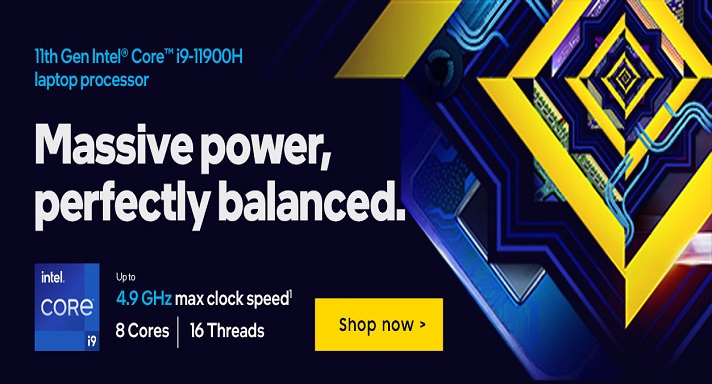 11th Gen Intel® Core™ i9-11900H
laptop processor
Massive power,
perfectly balanced.
intel.
CORE™
i9
Up to
4.9 GHz max clock speed¹
8 Cores | 16 Threads
Shop now >